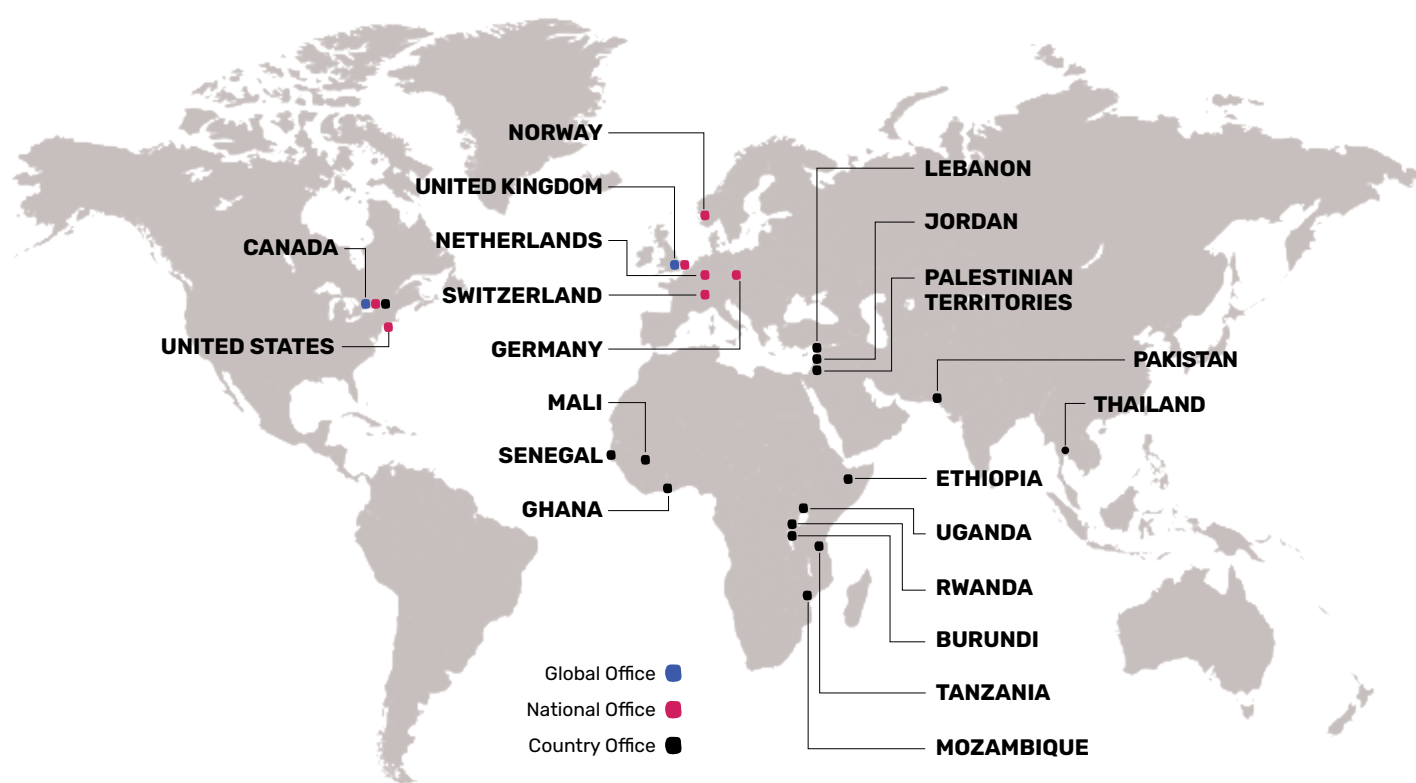 NORWAY
UNITED KINGDOM
NETHERLANDS
CANADA
SWITZERLAND
UNITED STATES
GERMANY
MALI
SENEGAL
GHANA
LEBANON
JORDAN
PALESTINIAN
TERRITORIES
PAKISTAN
THAILAND
ETHIOPIA
UGANDA
RWANDA
BURUNDI
TANZANIA
MOZAMBIQUE
Global Office
National Office
Country Office